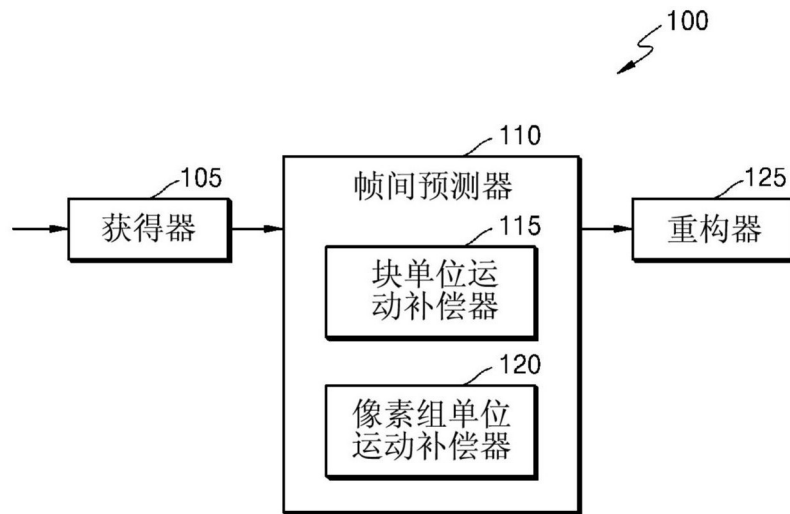 100
110
帧间预测器
105
获得器
115
块单位运
动补偿器
120
像素组单位
运动补偿器
125
重构器